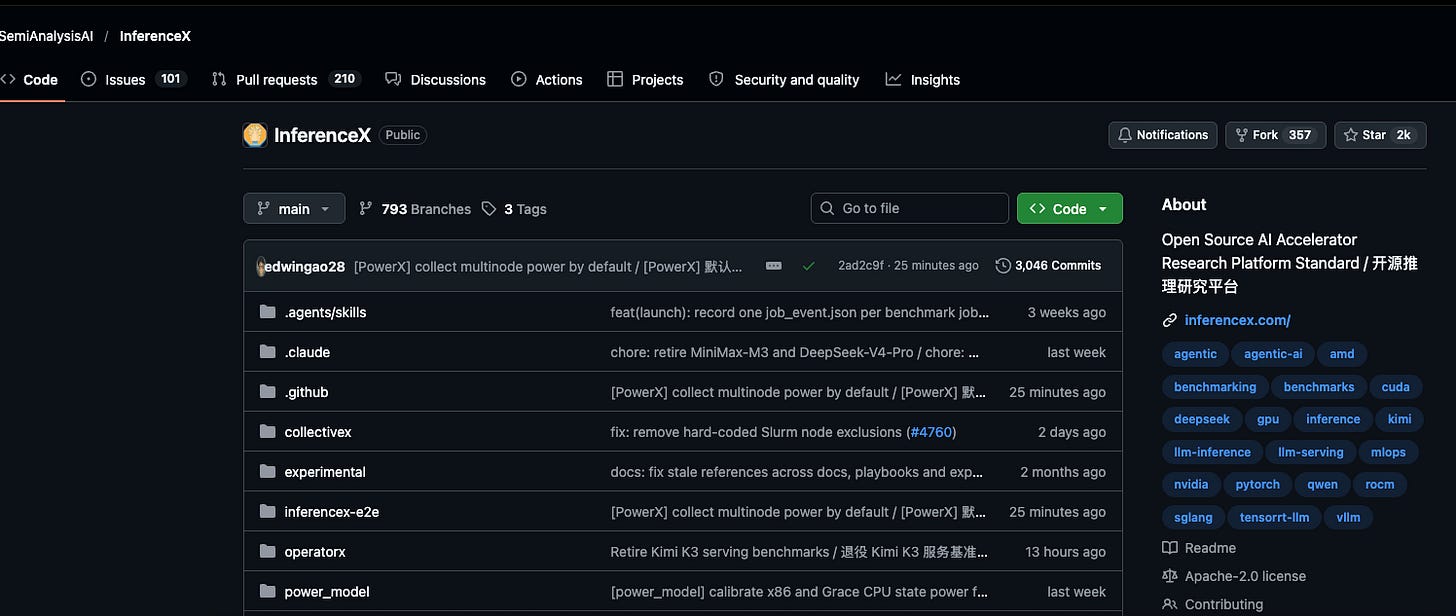 SemiAnalysisAI / InferenceX
Code Issues 101 Pull requests 210 Discussions Actions Projects Security and quality Insights
InferenceX Public
Notifications Fork 357 Star 2k
main 793 Branches 3 Tags Go to file Code
edwingao28 [PowerX] collect multinode power by default / [PowerX] 默认... 2ad2c9f · 25 minutes ago 3,046 Commits
.agents/skills feat(launch): record one job_event.json per benchmark job... 3 weeks ago
.claude chore: retire MiniMax-M3 and DeepSeek-V4-Pro / chore: ... last week
.github [PowerX] collect multinode power by default / [PowerX] 默... 25 minutes ago
collectivex fix: remove hard-coded Slurm node exclusions (#4760) 2 days ago
experimental docs: fix stale references across docs, playbooks and exp... 2 months ago
inferencex-e2e [PowerX] collect multinode power by default / [PowerX] 默... 25 minutes ago
operatorx Retire Kimi K3 serving benchmarks / 退役 Kimi K3 服务基准... 13 hours ago
power_model [power_model] calibrate x86 and Grace CPU state power f... last week
About
Open Source AI Accelerator
Research Platform Standard / 开源推
理研究平台
inferencex.com/
agentic agentic-ai amd
benchmarking benchmarks cuda
deepseek gpu inference kimi
llm-inference llm-serving mlops
nvidia pytorch qwen rocm
sglang tensorrt-llm vllm
Readme
Apache-2.0 license
Contributing